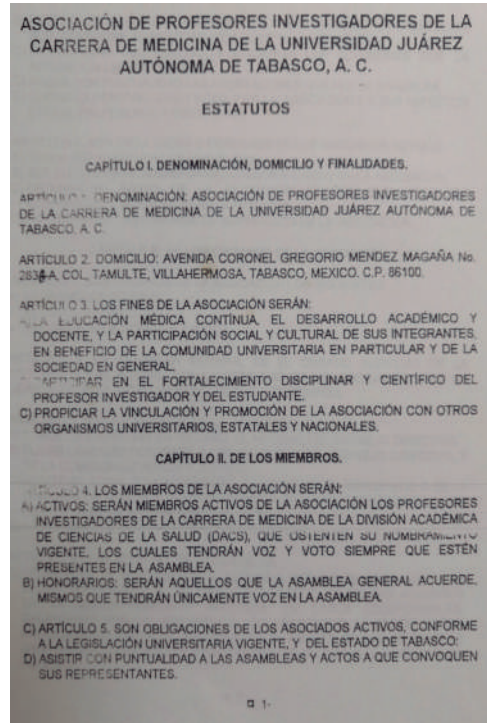 ASOCIACIÓN DE PROFESORES INVESTIGADORES DE LA
CARRERA DE MEDICINA DE LA UNIVERSIDAD JUÁREZ
AUTÓNOMA DE TABASCO, A. C.
ESTATUTOS
CAPÍTULO I. DENOMINACIÓN, DOMICILIO Y FINALIDADES.
ARTÍCULO 1. DENOMINACIÓN: ASOCIACIÓN DE PROFESORES INVESTIGADORES
DE LA CARRERA DE MEDICINA DE LA UNIVERSIDAD JUÁREZ AUTÓNOMA DE
TABASCO, A. C.
ARTÍCULO 2. DOMICILIO: AVENIDA CORONEL GREGORIO MÉNDEZ MAGAÑA No.
COL, TAMULTE, VILLAHERMOSA, TABASCO, MEXICO. C.P. 86100.
ARTÍCULO 3. LOS FINES DE LA ASOCIACIÓN SERÁN:
A) LA EDUCACIÓN MÉDICA CONTÍNUA, EL DESARROLLO ACADÉMICO Y
DOCENTE, Y LA PARTICIPACIÓN SOCIAL Y CULTURAL DE SUS INTEGRANTES,
EN BENEFICIO DE LA COMUNIDAD UNIVERSITARIA EN PARTICULAR Y DE LA
SOCIEDAD EN GENERAL.
PARTICIPAR EN EL FORTALECIMIENTO DISCIPLINAR Y CIENTÍFICO DEL
PROFESOR INVESTIGADOR Y DEL ESTUDIANTE.
C) PROPICIAR LA VINCULACIÓN Y PROMOCIÓN DE LA ASOCIACIÓN CON OTROS
ORGANISMOS UNIVERSITARIOS, ESTATALES Y NACIONALES.
CAPÍTULO II. DE LOS MIEMBROS.
ARTÍCULO 4. LOS MIEMBROS DE LA ASOCIACIÓN SERÁN:
A) ACTIVOS: SERÁN MIEMBROS ACTIVOS DE LA ASOCIACIÓN LOS PROFESORES
INVESTIGADORES DE LA CARRERA DE MEDICINA DE LA DIVISIÓN ACADÉMICA
DE CIENCIAS DE LA SALUD (DACS), QUE OSTENTEN SU NOMBRAMIENTO
VIGENTE, LOS CUALES TENDRÁN VOZ Y VOTO SIEMPRE QUE ESTÉN
PRESENTES EN LA ASAMBLEA.
B) HONORARIOS: SERÁN AQUELLOS QUE LA ASAMBLEA GENERAL ACUERDE,
MISMOS QUE TENDRÁN ÚNICAMENTE VOZ EN LA ASAMBLEA.
C) ARTÍCULO 5. SON OBLIGACIONES DE LOS ASOCIADOS ACTIVOS, CONFORME
A LA LEGISLACIÓN UNIVERSITARIA VIGENTE, Y DEL ESTADO DE TABASCO:
D) ASISTIR CON PUNTUALIDAD A LAS ASAMBLEAS Y ACTOS A QUE CONVOQUEN
SUS REPRESENTANTES.
1-